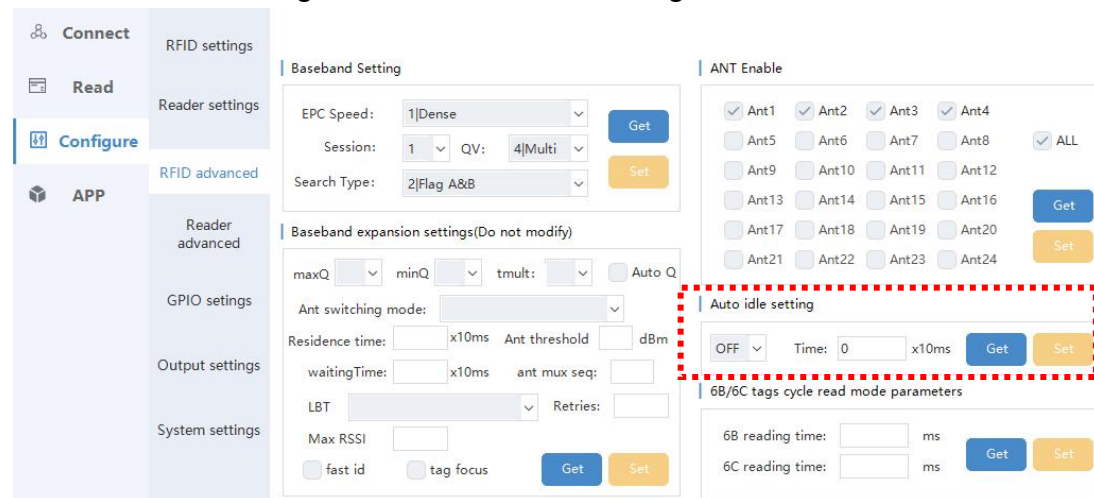 Connect
Read
Configure
APP
RFID settings
Reader settings
RFID advanced
Reader
advanced
GPIO setings
Output settings
System settings
Baseband Setting
EPC Speed: 1|Dense
Get
Session: 1 QV: 4|Multi
Set
Search Type: 2|Flag A&B
Baseband expansion settings(Do not modify)
maxQ minQ tmult: Auto Q
Ant switching mode:
Residence time: x10ms Ant threshold dBm
waitingTime: x10ms ant mux seq:
LBT Retries:
Max RSSI
fast id tag focus Get Set
ANT Enable
Ant1 Ant2 Ant3 Ant4
Ant5 Ant6 Ant7 Ant8 ALL
Ant9 Ant10 Ant11 Ant12
Ant13 Ant14 Ant15 Ant16 Get
Ant17 Ant18 Ant19 Ant20
Set
Ant21 Ant22 Ant23 Ant24
Auto idle setting
OFF Time: 0 x10ms Get Set
6B/6C tags cycle read mode parameters
6B reading time: ms
Get Set
6C reading time: ms